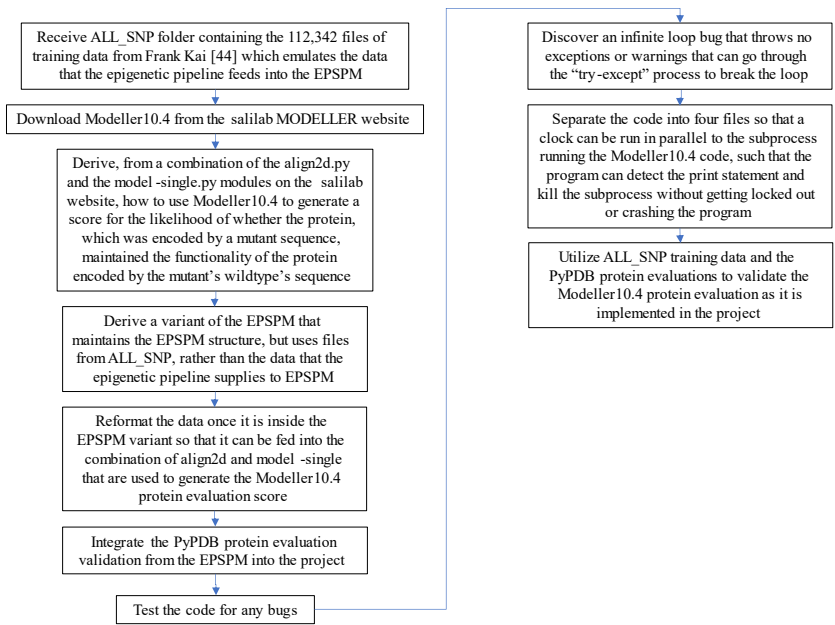 Receive ALL_SNP folder containing the 112,342 files of
training data from Frank Kai [44] which emulates the data
that the epigenetic pipeline feeds into the EPSPM
Download Modeller10.4 from the salilab MODELLER website
Derive, from a combination of the align2d.py
and the model -single.py modules on the salilab
website, how to use Modeller10.4 to generate a
score for the likelihood of whether the protein,
which was encoded by a mutant sequence,
maintained the functionality of the protein
encoded by the mutant's wildtype's sequence
Derive a variant of the EPSPM that
maintains the EPSPM structure, but uses files
from ALL_SNP, rather than the data that the
epigenetic pipeline supplies to EPSPM
Reformat the data once it is inside the
EPSPM variant so that it can be fed into the
combination of align2d and model -single
that are used to generate the Modeller10.4
protein evaluation score
Integrate the PyPDB protein evaluation
validation from the EPSPM into the project
Test the code for any bugs
Discover an infinite loop bug that throws no
exceptions or warnings that can go through
the “try-except” process to break the loop
Separate the code into four files so that a
clock can be run in parallel to the subprocess
running the Modeller10.4 code, such that the
program can detect the print statement and
kill the subprocess without getting locked out
or crashing the program
Utilize ALL_SNP training data and the
PyPDB protein evaluations to validate the
Modeller10.4 protein evaluation as it is
implemented in the project